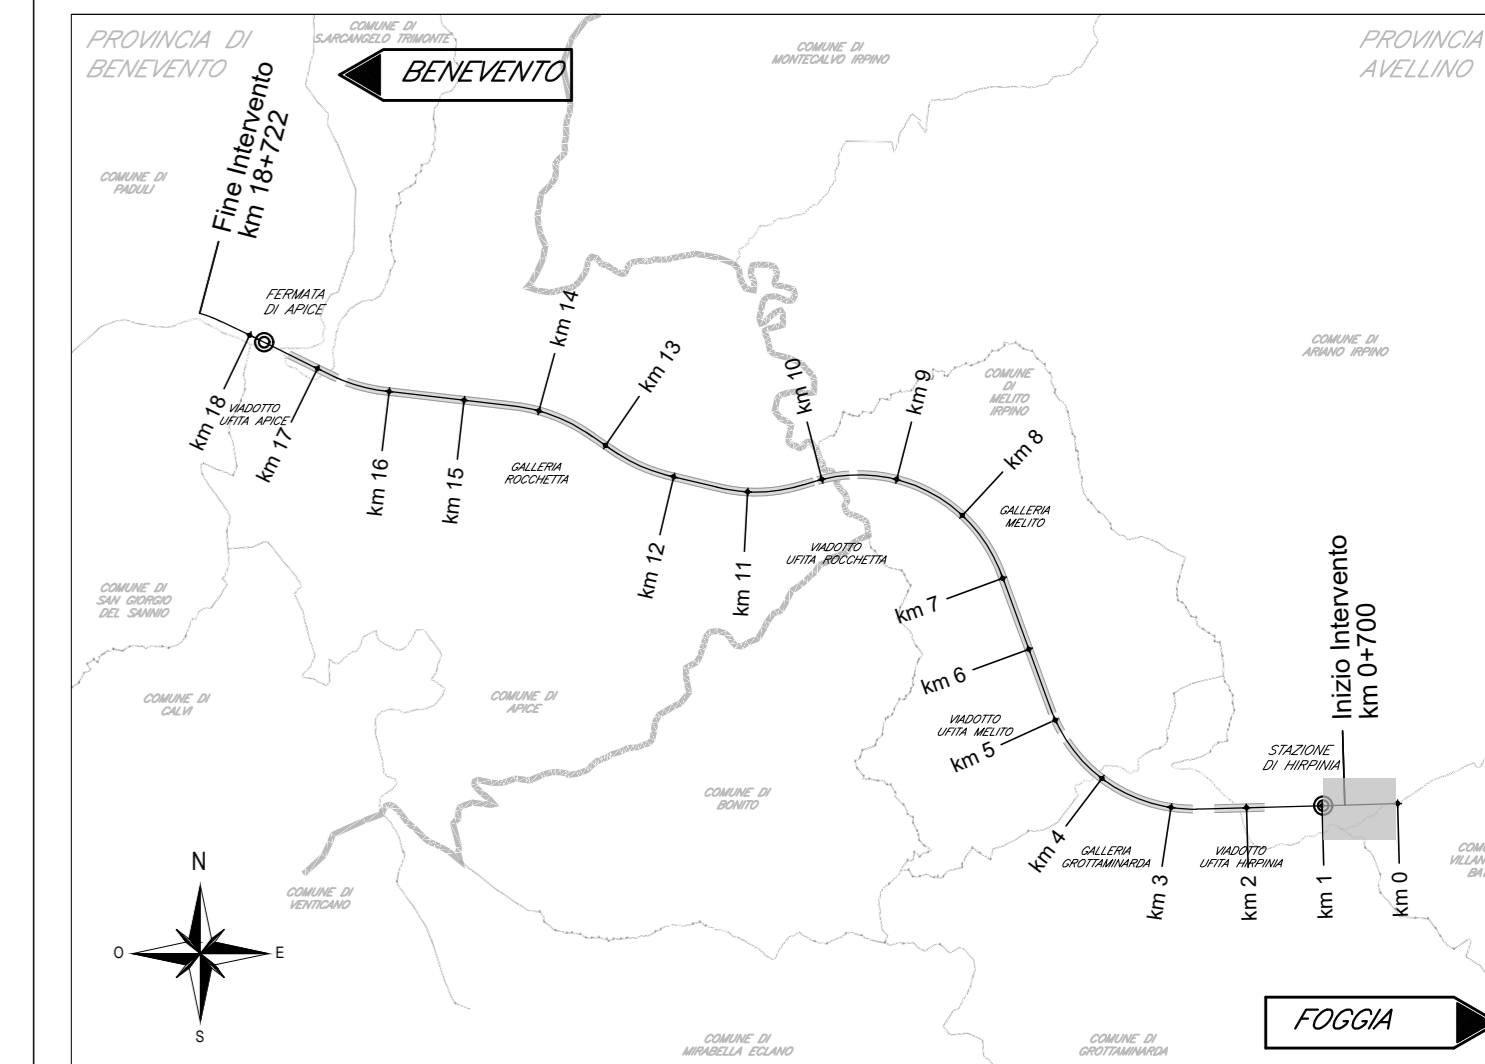 PROVINCIA DI
BENEVENTO
COMUNE DI
S.ARCANGELO TRIMONTE
BENEVENTO
COMUNE DI
MONTECALVO IRPINO
PROVINCIA
AVELLINO
Fine Intervento
km 18+722
COMUNE DI
PADULI
FERMATA
DI APICE
km 14
km 13
COMUNE DI
ARIANO IRPINO
km 10
km 9
COMUNE
DI
MELITO
IRPINO
km 18
VIADOTTO
UFITA APICE
km 17
km 16
km 15
GALLERIA
ROCCHETTA
km 8
GALLERIA
MELITO
km 12
km 11
VIADOTTO
UFITA ROCCHETTA
COMUNE DI
SAN GIORGIO
DEL SANNIO
km 7
Inizio Intervento
km 0+700
COMUNE DI
CALVI
COMUNE DI
APICE
km 6
VIADOTTO
UFITA MELITO
km 5
STAZIONE
DI HIRPINIA
COMUNE DI
BONITO
km 4
GALLERIA
GROTTAMINARDA
VIADOTTO
UFITA HIRPINIA
km 3
km 2
km 1
km 0
COMU
VILLAN
BA
COMUNE DI
VENTICANO
N
O
E
S
FOGGIA
COMUNE DI
MIRABELLA ECLANO
COMUNE DI
GROTTAMINARDA